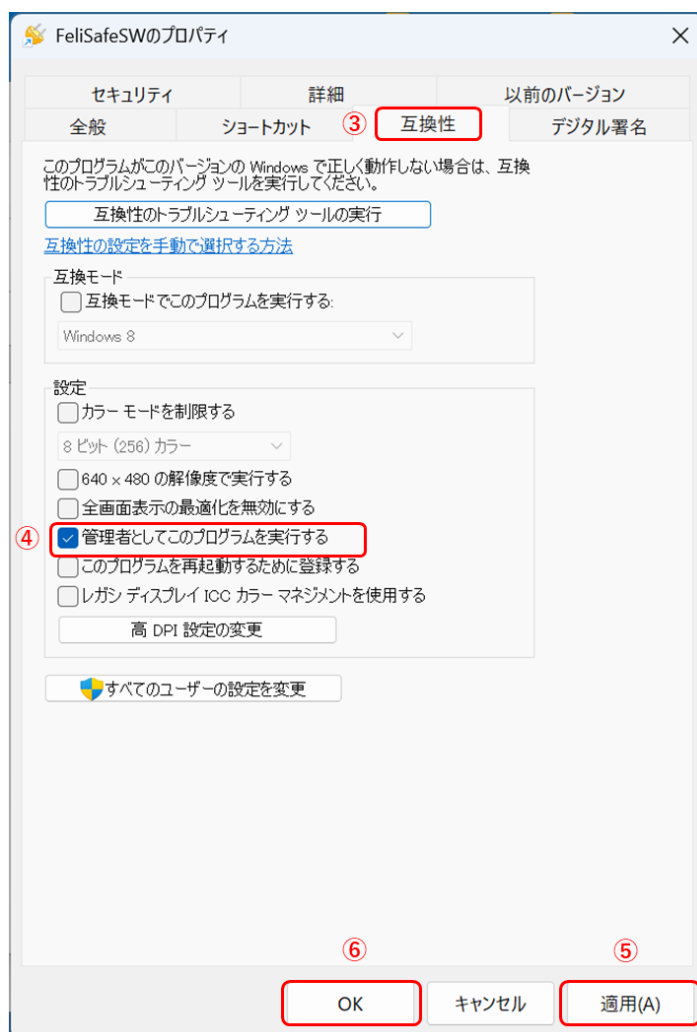 FeliSafeSWのプロパティ
セキュリティ 詳細 以前のバージョン
全般 ショートカット ③ 互換性 デジタル署名
このプログラムがこのバージョンの Windows で正しく動作しない場合は、互換
性のトラブルシューティング ツールを実行してください。
互換性のトラブルシューティング ツールの実行
互換性の設定を手動で選択する方法
互換モード
互換モードでこのプログラムを実行する:
Windows 8
設定
カラー モードを制限する
8 ビット (256) カラー
640 x 480 の解像度で実行する
全画面表示の最適化を無効にする
④ 管理者としてこのプログラムを実行する
このプログラムを再起動するために登録する
レガシ ディスプレイ ICC カラー マネジメントを使用する
高 DPI 設定の変更
すべてのユーザーの設定を変更
⑥ ⑤
OK キャンセル 適用(A)